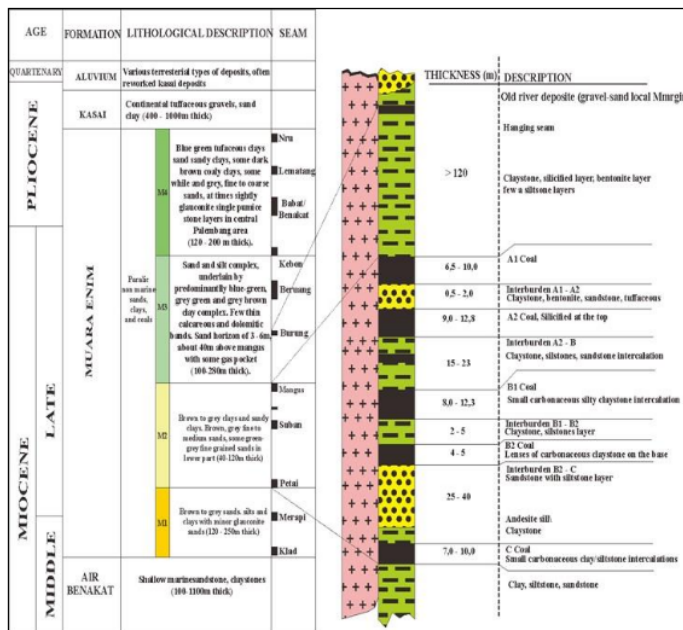 AGE
FORMATION
LITHOLOGICAL DESCRIPTION
SEAM
QUARTENARY
ALUVIUM
Various terresterial types of deposits, often
reworked kasai deposits
PLIOCENE
KASAI
Continental tuffaceous gravels, sand
clay (400 - 1000m thick)
MUARA ENIM
Paralic
non marine
sands,
clays,
and coals
M4
Blue green tufaceous clays
sand sandy clays, some dark
brown coaly clays, some
while and grey, fine to coarse
sands, at times sightly
glauconite single pumice
stone layers in central
Palembang area
(120 - 200 m thick).
Nru
Lematang
Babat/
Benakat
MIOCENE
LATE
M3
Sand and silt complex,
underlain by
predominantly blue-green,
grey green and grey brown
clay complex. Few thin
calcareous and dolomitic
bands. Sand horizon of 3 - 6m,
about 40m above mangus
with some gas pocket
(100-280m thick).
Kebon
Beruang
Burung
M2
Brown to grey clays and sandy
clays. Brown, grey fine to
medium sands, some green-
grey fine grained sands in
lower part (40-120m thick)
Mangus
Suban
Petai
MIDDLE
M1
Brown to grey sands, silts and
clays with minor glauconite
sands (120 - 250m thick)
Merapi
Klad
AIR
BENAKAT
Shallow marinesandstone, claystones
(100-1100m thick)
THICKNESS (m)
DESCRIPTION
Old river deposite (gravel-sand local Mmrgin
Hanging seam
> 120
Claystone, silicified layer, bentonite layer
few a siltsone layers
A1 Coal
6,5 - 10,0
0,5 - 2,0
Interburden A1 - A2
Claystone, bentonite, sandstone, tuffaceous
9,0 - 12,8
A2 Coal, Silicified at the top
Interburden A2 - B
15 - 23
Claystone, silstones, sandstone intercalation
B1 Coal
8,0 - 12,3
Small carbonaceous silty claystone intercalation
2 - 5
Interburden B1 - B2
Claystone, silstones layer
4 - 5
B2 Coal
Lenses of carbonaceous claystone on the base
Interburden B2 - C
Sandstone with siltstone layer
25 - 40
Andesite sill/
Claystone
7,0 - 10,0
C Coal
Small carbonaceous clay/siltstone intercalations
Clay, siltstone, sandstone